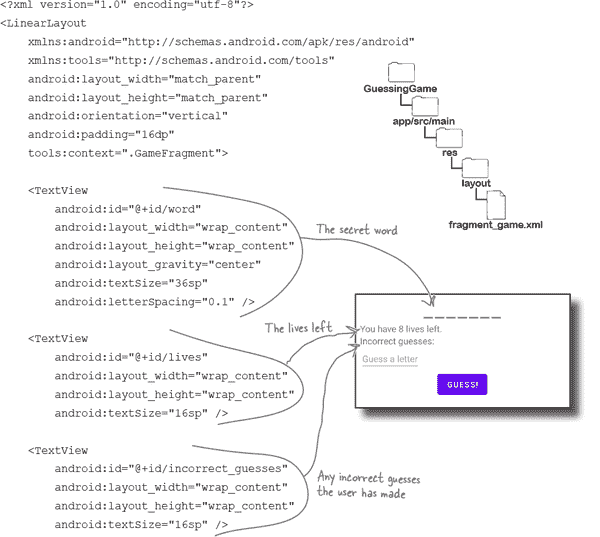 <?xml version="1.0" encoding="utf-8"?>
<LinearLayout
xmlns:android="http://schemas.android.com/apk/res/android"
xmlns:tools="http://schemas.android.com/tools"
android:layout_width="match_parent"
android:layout_height="match_parent"
android:orientation="vertical"
android:padding="16dp"
tools:context=".GameFragment">
GuessingGame
app/src/main
res
layout
fragment_game.xml
<TextView
android:id="@+id/word"
android:layout_width="wrap_content"
android:layout_height="wrap_content"
android:layout_gravity="center"
android:textSize="36sp"
android:letterSpacing="0.1" />
The secret word
<TextView
android:id="@+id/lives"
android:layout_width="wrap_content"
android:layout_height="wrap_content"
android:textSize="16sp" />
The lives left
_______
You have 8 lives left.
Incorrect guesses:
Guess a letter
GUESS!
<TextView
android:id="@+id/incorrect_guesses"
android:layout_width="wrap_content"
android:layout_height="wrap_content"
android:textSize="16sp" />
Any incorrect guesses
the user has made